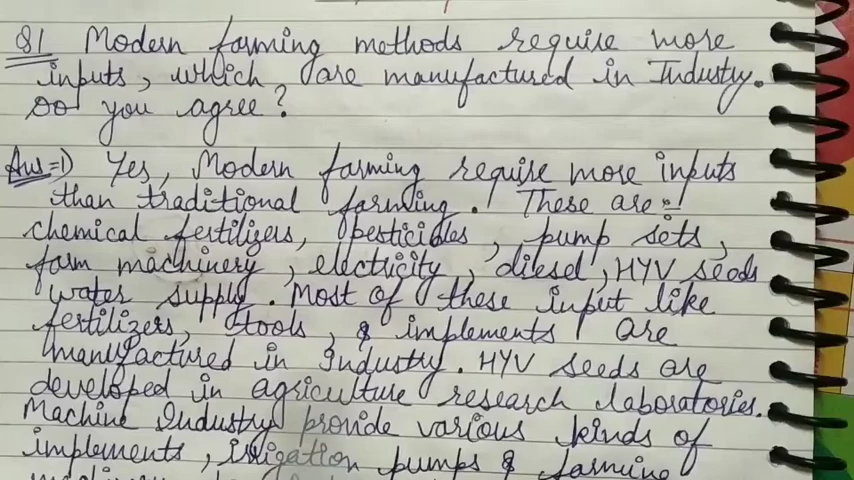 Q1 Modern farming methods require more
inputs, which are manufactured in Industry.
Do you agree?
Ans=1) Yes, Modern farming require more inputs
than traditional farming. These are:-
chemical fertilizers, pesticides, pump sets,
farm machinery, electricity, diesel, HYV seeds
water supply. Most of these input like
fertilizers, tools, & implements are
manufactured in Industry. HYV seeds are
developed in agriculture research laboratories.
Machine Industry provide various kinds of
implements, irrigation pumps & farming